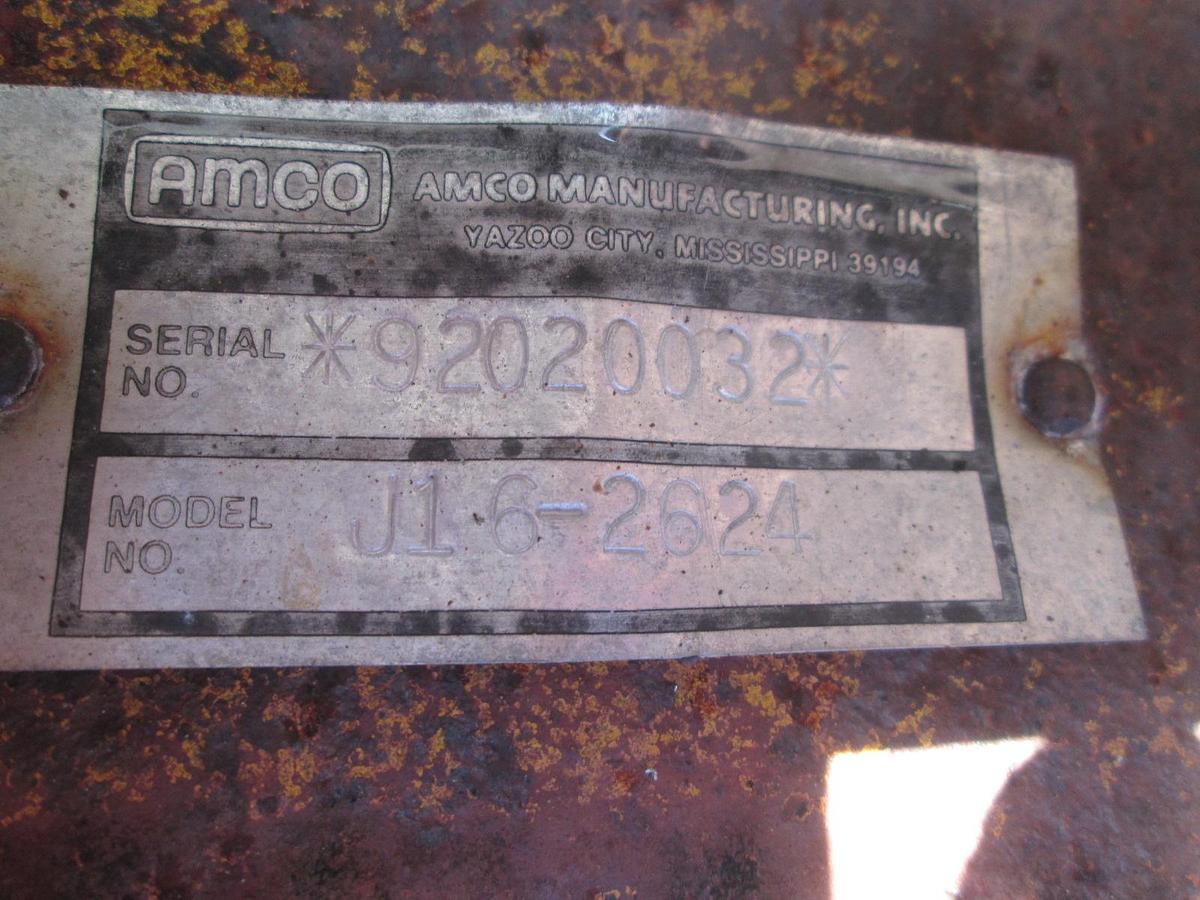 AMCO AMCO MANUFACTURING, INC.
YAZOO CITY, MISSISSIPPI 39194
SERIAL NO. *92020032*
MODEL NO. J16-2624